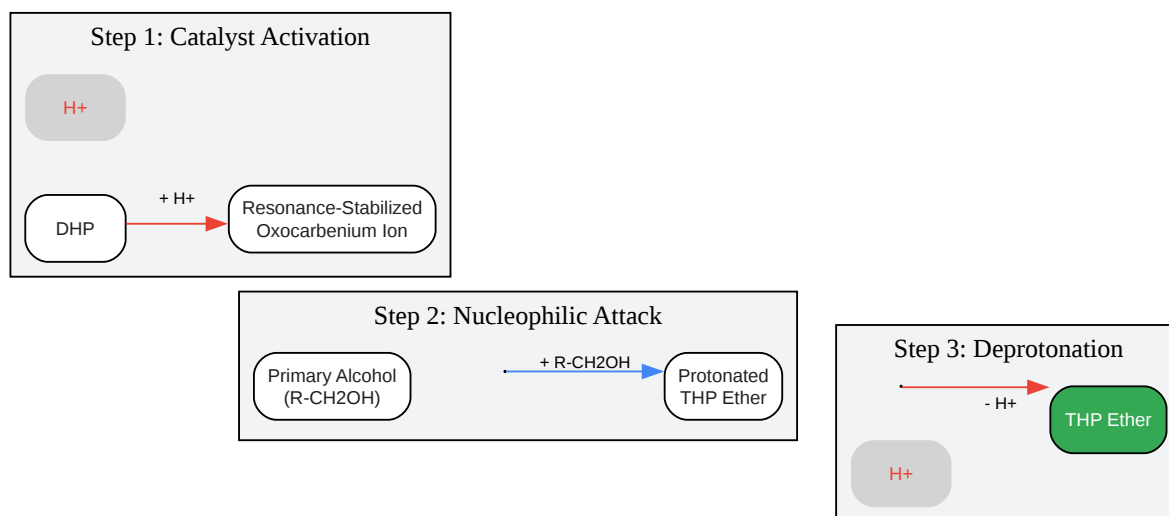 Step 1: Catalyst Activation
H+
DHP
+ H+
Resonance-Stabilized
Oxocarbenium Ion
Step 2: Nucleophilic Attack
Primary Alcohol
(R-CH2OH)
+ R-CH2OH
Protonated
THP Ether
Step 3: Deprotonation
- H+
THP Ether
H+